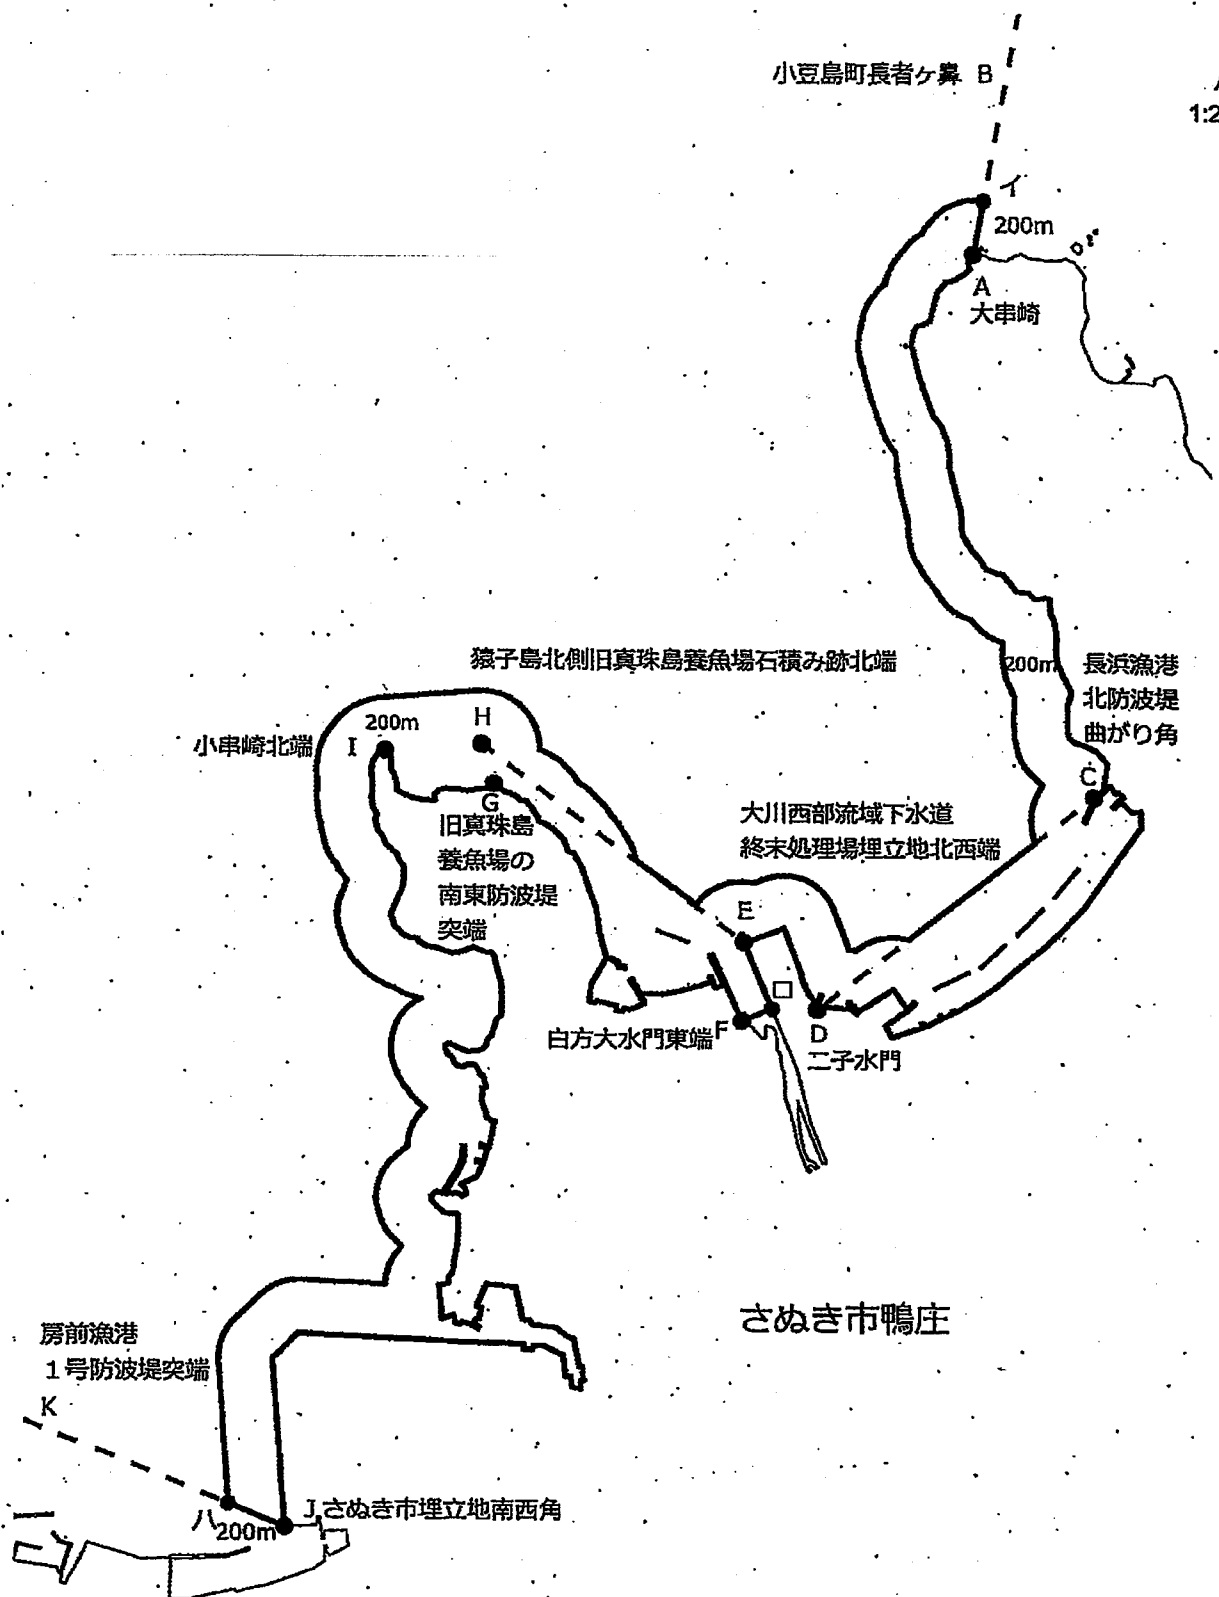 小豆島町長者ヶ鼻 B
1:2
イ
200m
A
大串崎
猿子島北側旧真珠島養魚場石積み跡北端
200m
長浜漁港
北防波堤
曲がり角
C
200m
H
小串崎北端 I
G
旧真珠島
養魚場の
南東防波堤
突端
大川西部流域下水道
終末処理場埋立地北西端
E
ロ
白方大水門東端 F
D
二子水門
さぬき市鴨庄
房前漁港
1号防波堤突端
K
ハ
200m
J さぬき市埋立地南西角